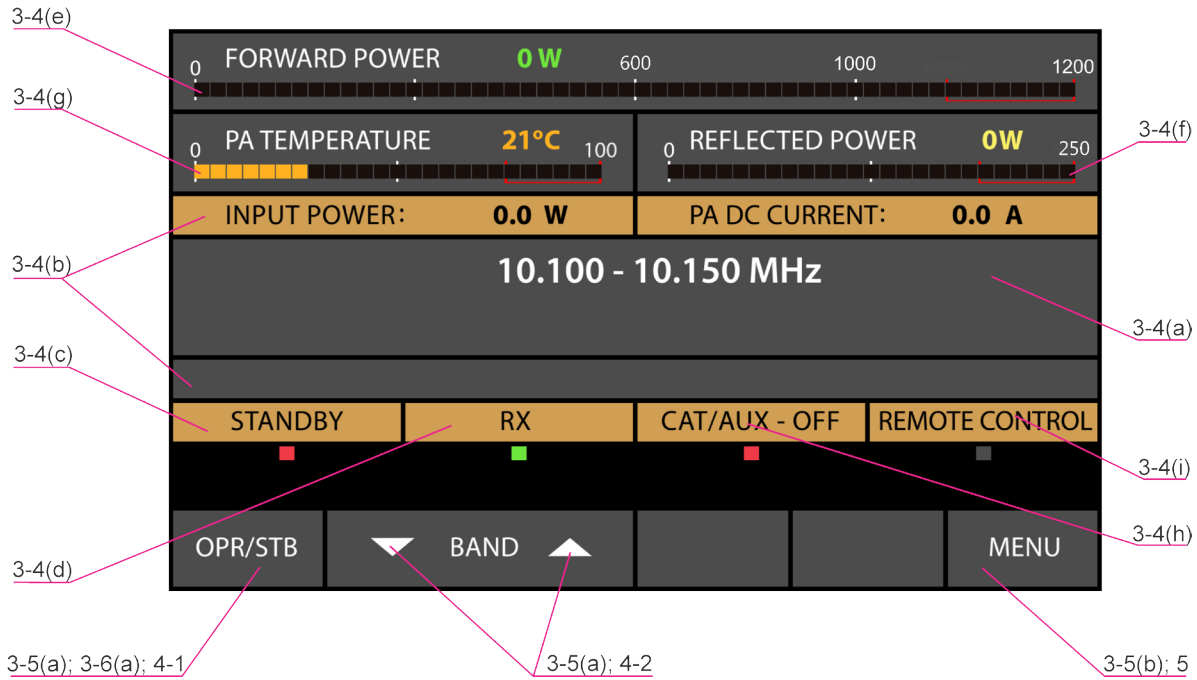 3-4(e)
FORWARD POWER 0 W
0 600 1000 1200
3-4(g)
PA TEMPERATURE 21°C
0 100
REFLECTED POWER 0W
0 250
3-4(f)
INPUT POWER: 0.0 W
PA DC CURRENT: 0.0 A
3-4(b)
10.100 - 10.150 MHz
3-4(a)
3-4(c)
STANDBY
RX
CAT/AUX - OFF
REMOTE CONTROL
3-4(i)
3-4(h)
OPR/STB
BAND
MENU
3-4(d)
3-5(a); 3-6(a); 4-1
3-5(a); 4-2
3-5(b); 5